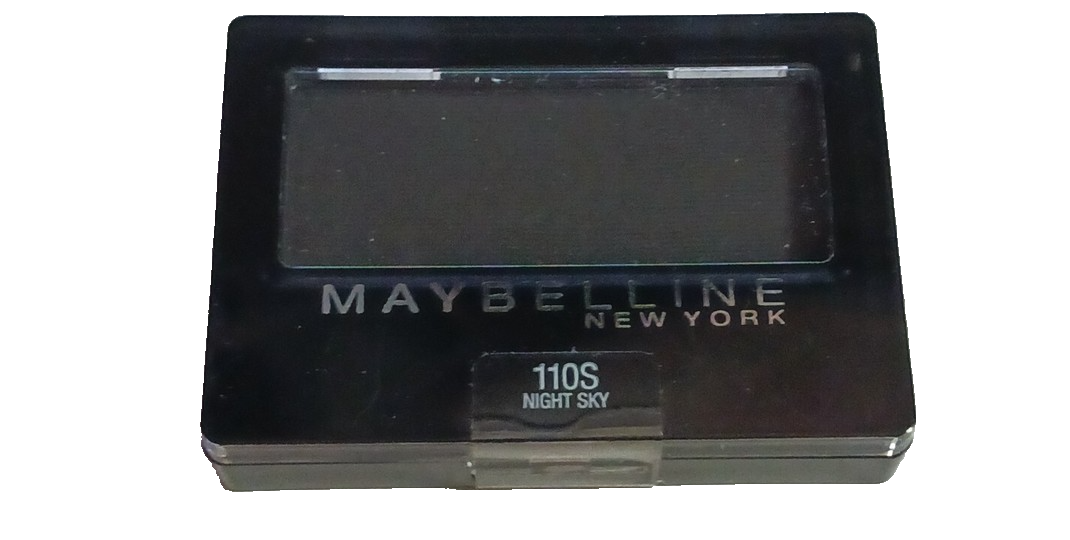 MAYBELLINE
NEW YORK
110S
NIGHT SKY